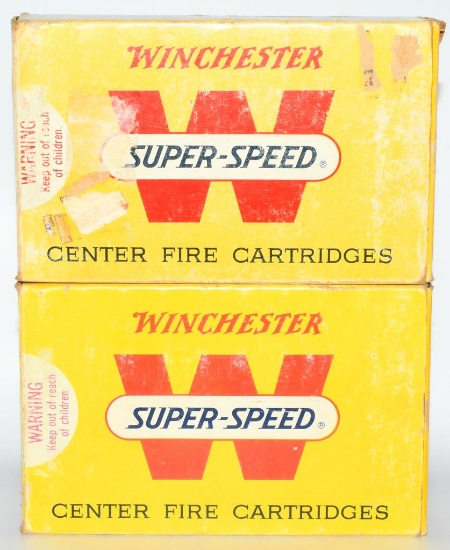 WINCHESTER
SUPER-SPEED®
WARNING
Keep out of reach
of children.
CENTER FIRE CARTRIDGES
WINCHESTER
SUPER-SPEED®
WARNING
Keep out of reach
of children
CENTER FIRE CARTRIDGES